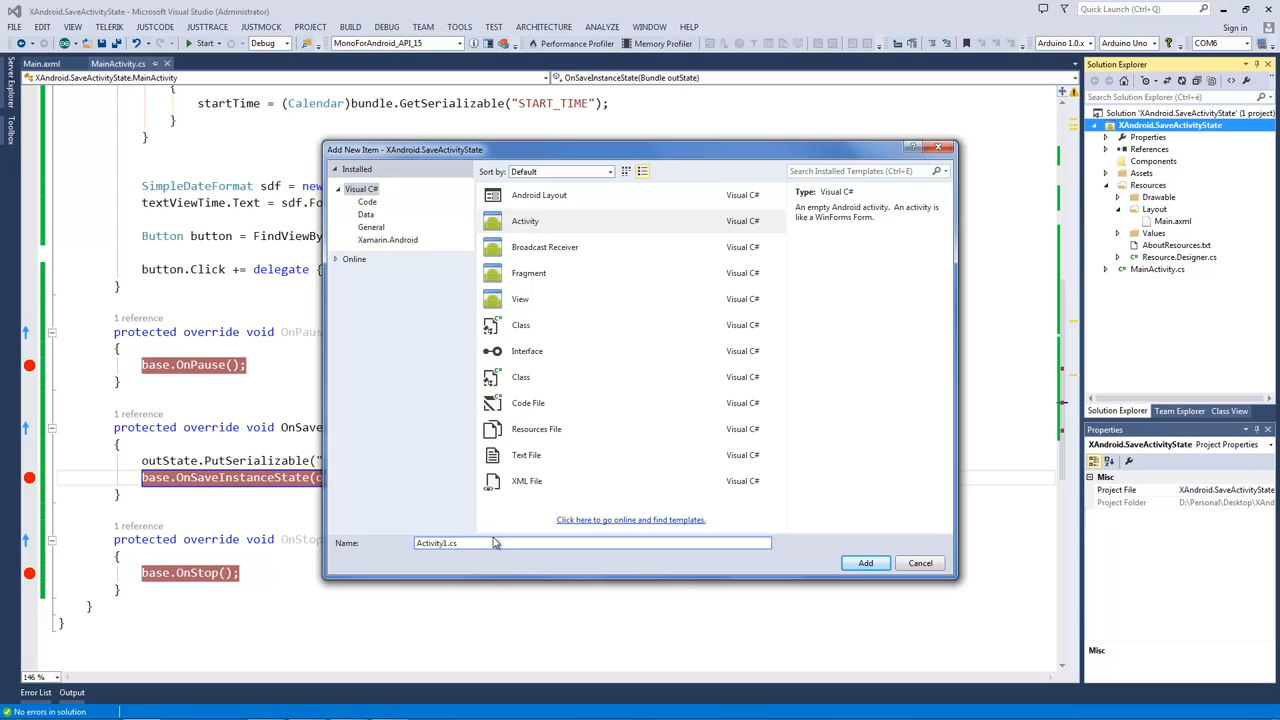 XAndroid.SaveActivityState - Microsoft Visual Studio (Administrator)
Quick Launch (Ctrl+Q)
FILE EDIT VIEW TELERIK JUSTCODE JUSTTRACE JUSTMOCK PROJECT BUILD DEBUG TEAM TOOLS TEST ARCHITECTURE ANALYZE WINDOW HELP
Sign in
Start Debug MonoForAndroid_API_15 Performance Profiler Memory Profiler Arduino 1.0.x Arduino Uno COM6
Server Explorer
Toolbox
Main.axml MainActivity.cs
XAndroid.SaveActivityState.MainActivity OnSaveInstanceState(Bundle outState)
{
startTime = (Calendar)bundle.GetSerializable("START_TIME");
}
}
SimpleDateFormat sdf = new
textViewTime.Text = sdf.Fo
Button button = FindViewBy
button.Click += delegate {
}
1 reference
protected override void OnPaus
{
base.OnPause();
}
1 reference
protected override void OnSave
{
outState.PutSerializable("
base.OnSaveInstanceState(o
}
1 reference
protected override void OnStop
{
base.OnStop();
}
}
}
146 %
Error List Output
No errors in solution
Add New Item - XAndroid.SaveActivityState
Installed
Visual C#
Code
Data
General
Xamarin.Android
Online
Sort by: Default
Search Installed Templates (Ctrl+E)
Android Layout Visual C#
Activity Visual C#
Broadcast Receiver Visual C#
Fragment Visual C#
View Visual C#
Class Visual C#
Interface Visual C#
Class Visual C#
Code File Visual C#
Resources File Visual C#
Text File Visual C#
XML File Visual C#
Click here to go online and find templates.
Type: Visual C#
An empty Android activity. An activity is
like a WinForms Form.
Name: Activity1.cs
Add Cancel
Solution Explorer
Search Solution Explorer (Ctrl+è)
Solution 'XAndroid.SaveActivityState' (1 project)
XAndroid.SaveActivityState
Properties
References
Components
Assets
Resources
Drawable
Layout
Main.axml
Values
AboutResources.txt
Resource.Designer.cs
MainActivity.cs
Solution Explorer Team Explorer Class View
Properties
XAndroid.SaveActivityState Project Properties
Misc
Project File XAndroid.SaveActivityState
Project Folder D:\Personal\Desktop\XAn
Misc